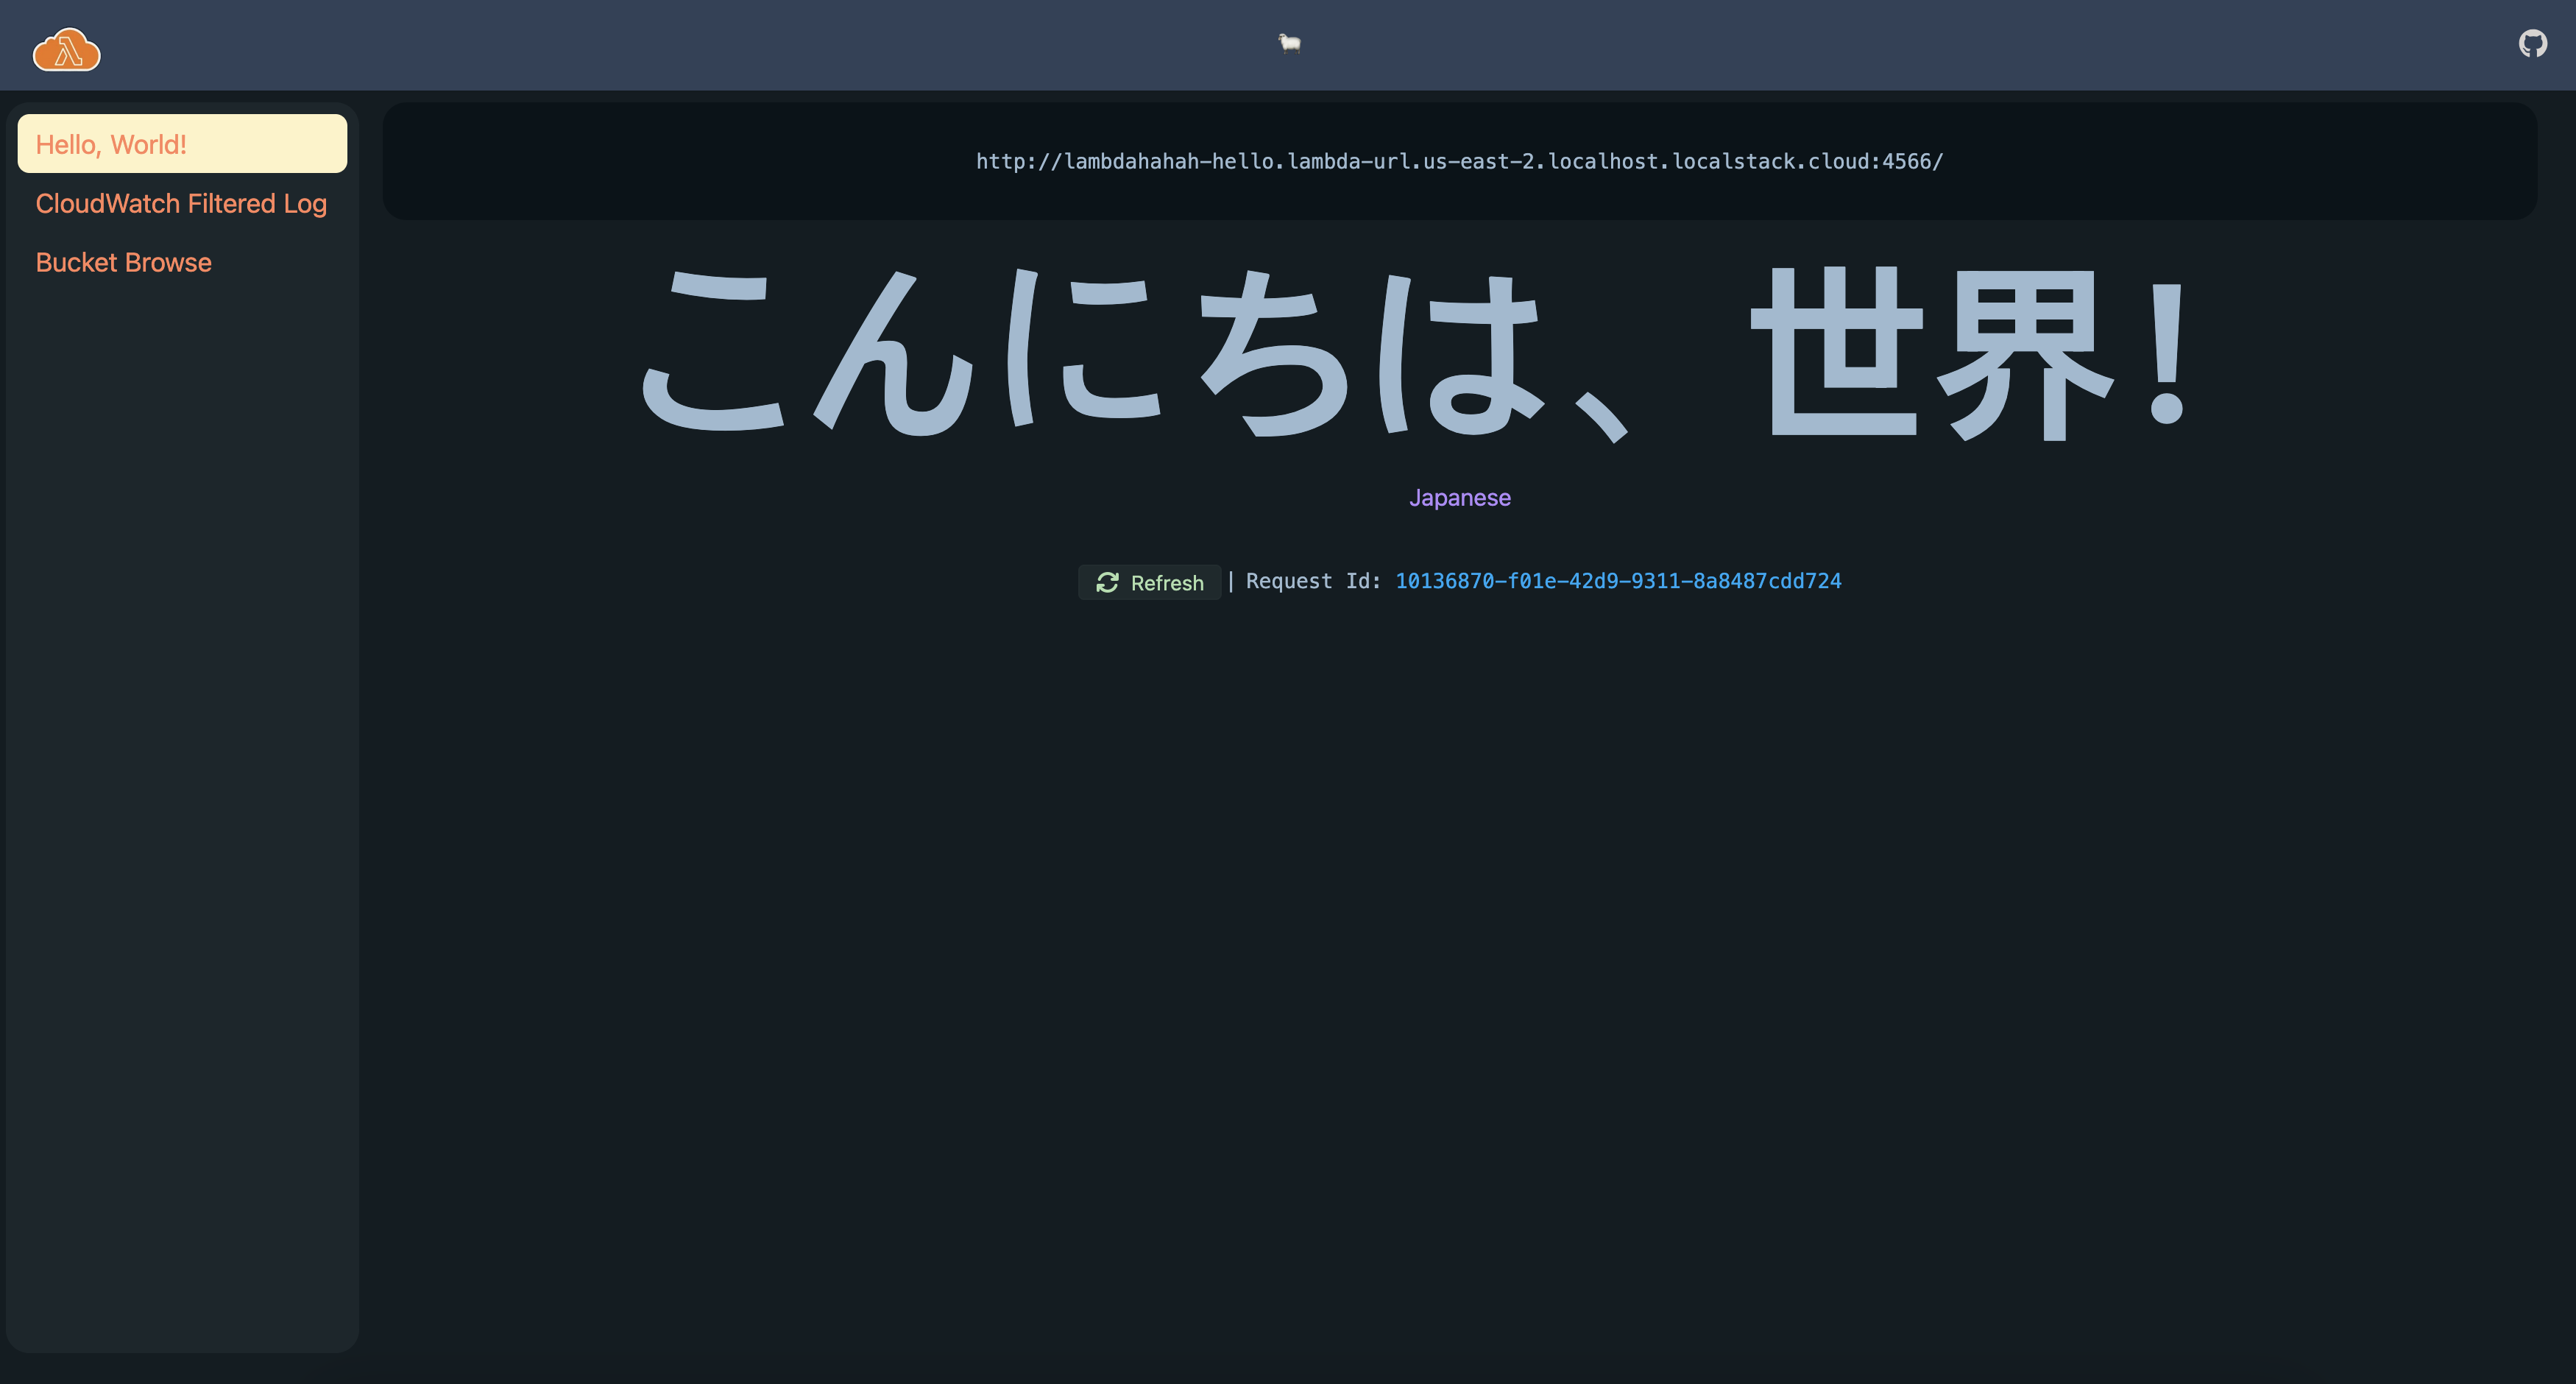 Hello, World!
CloudWatch Filtered Log
Bucket Browse
http://lambdahahah-hello.lambda-url.us-east-2.localhost.localstack.cloud:4566/
こんにちは、世界！
Japanese
Refresh | Request Id: 10136870-f01e-42d9-9311-8a8487cdd724